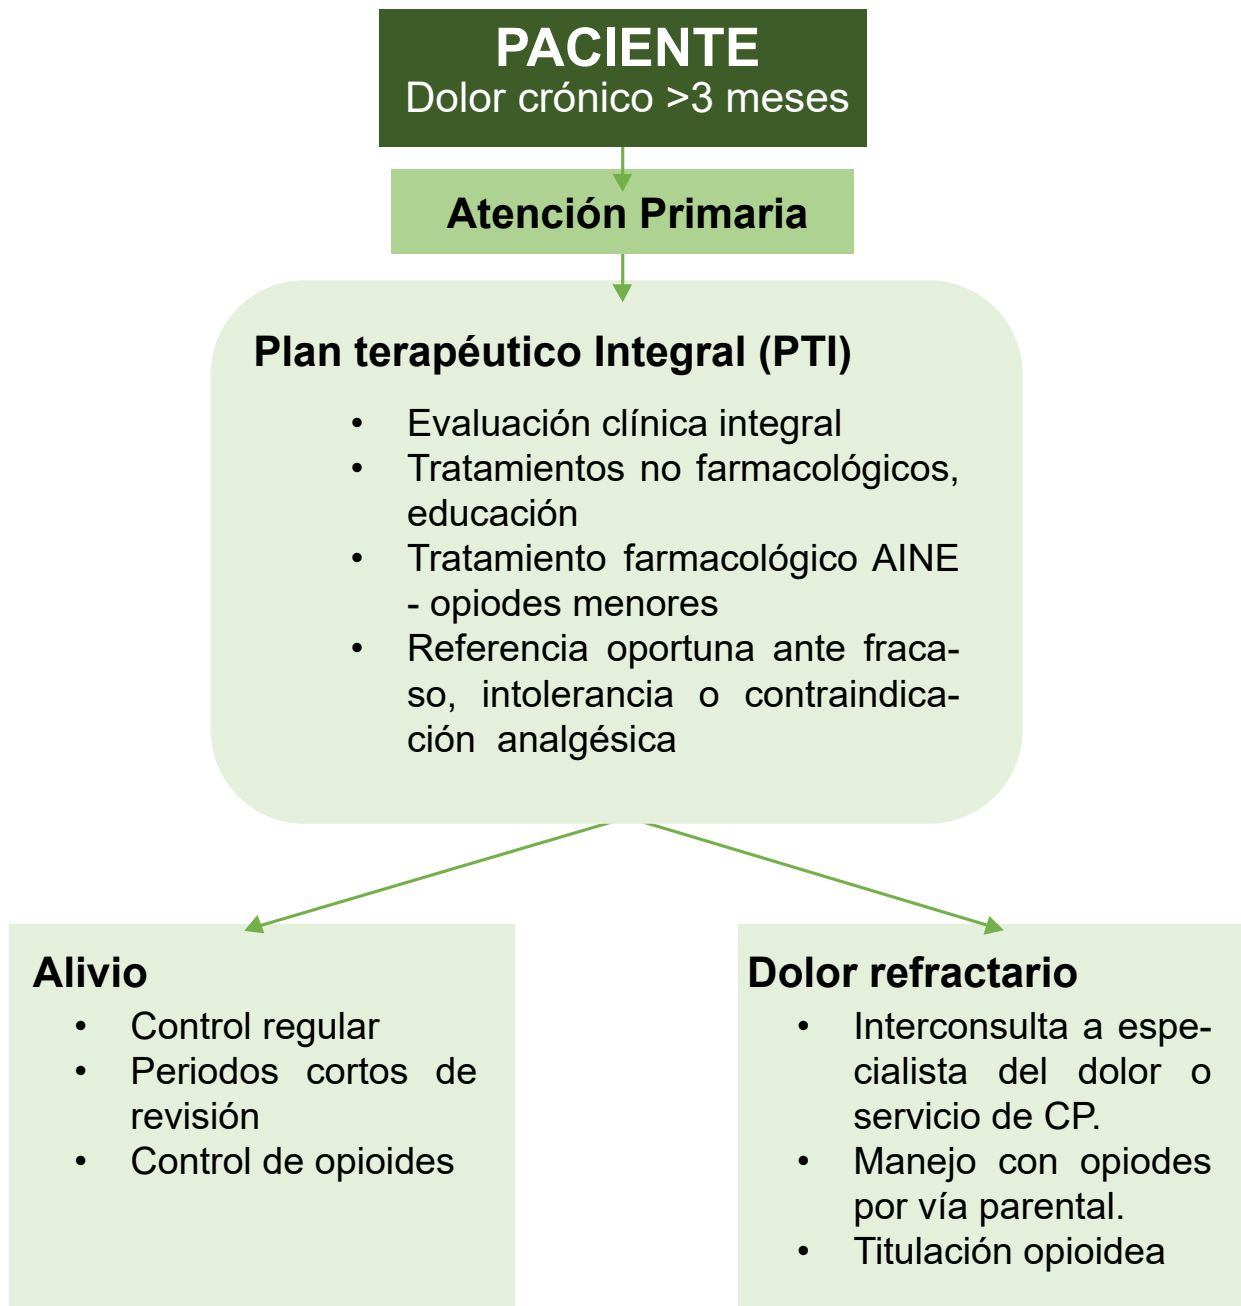 PACIENTE
Dolor crónico >3 meses
Atención Primaria
Plan terapéutico Integral (PTI)
• Evaluación clínica integral
• Tratamientos no farmacológicos,
educación
• Tratamiento farmacológico AINE
- opiodes menores
• Referencia oportuna ante fraca-
so, intolerancia o contraindica-
ción analgésica
Alivio
• Control regular
• Periodos cortos de
revisión
• Control de opioides
Dolor refractario
• Interconsulta a espe-
cialista del dolor o
servicio de CP.
• Manejo con opiodes
por vía parental.
• Titulación opioidea